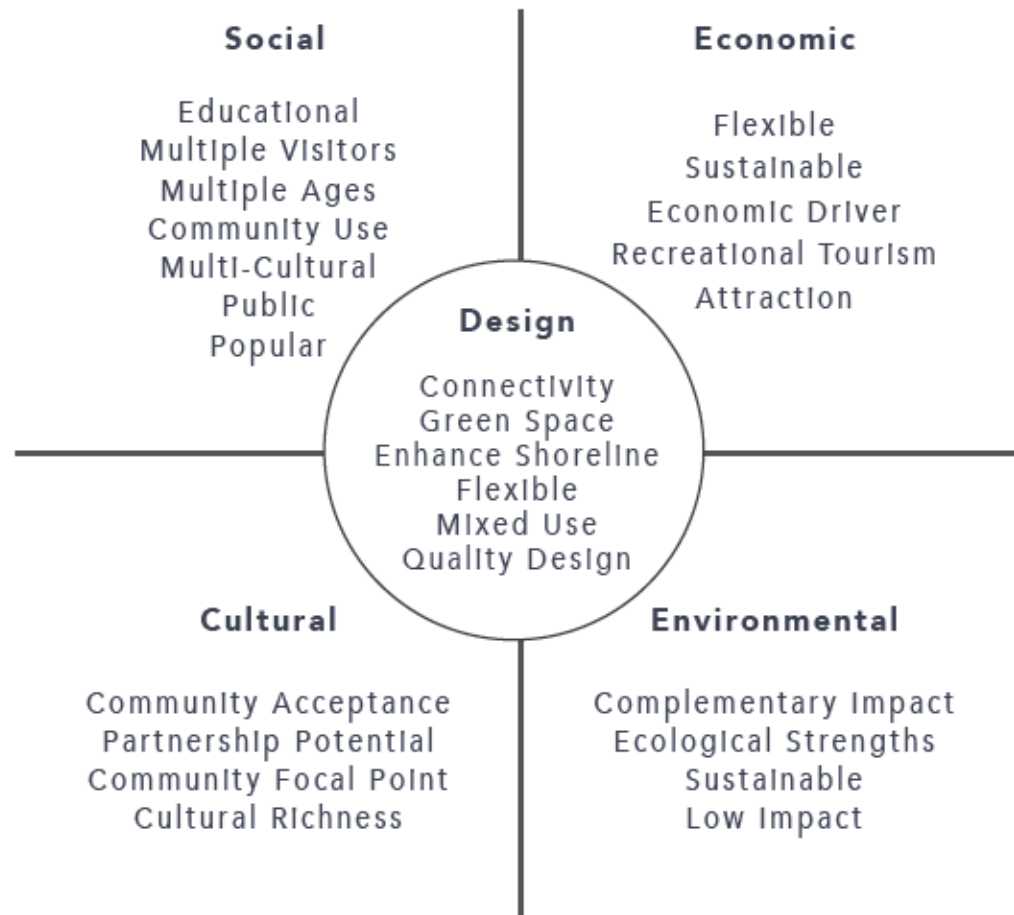 Social
Educational
Multiple Visitors
Multiple Ages
Community Use
Multi-Cultural
Public
Popular
Economic
Flexible
Sustainable
Economic Driver
Recreational Tourism
Attraction
Design
Connectivity
Green Space
Enhance Shoreline
Flexible
Mixed Use
Quality Design
Cultural
Community Acceptance
Partnership Potential
Community Focal Point
Cultural Richness
Environmental
Complementary Impact
Ecological Strengths
Sustainable
Low Impact